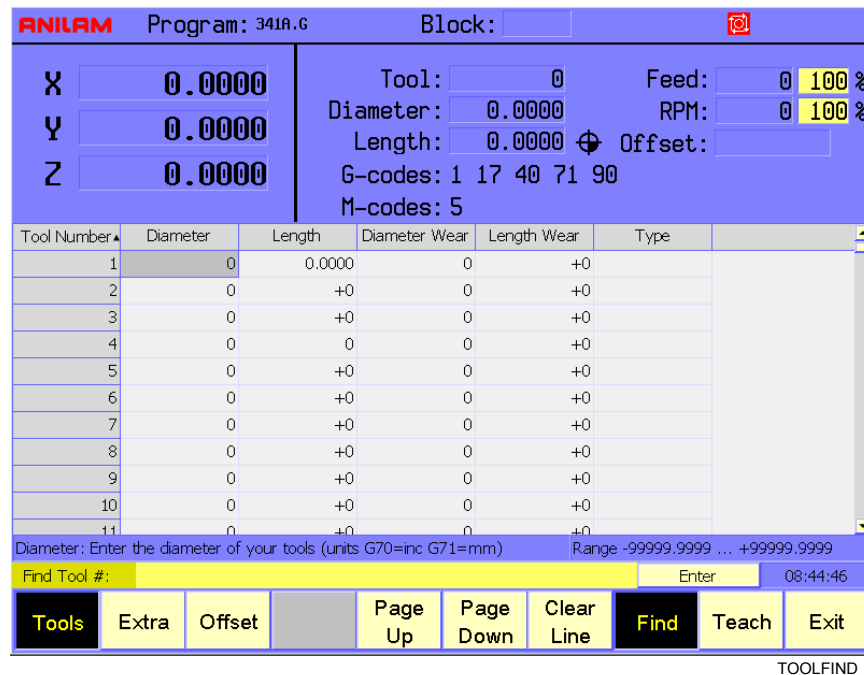 ANILAM Program: 341A.G Block:
X 0.0000 Tool: 0 Feed: 0 100 %
Y 0.0000 Diameter: 0.0000 RPM: 0 100 %
Z 0.0000 Length: 0.0000 Offset:
G-codes: 1 17 40 71 90
M-codes: 5
Tool Number Diameter Length Diameter Wear Length Wear Type
1 0 0.0000 0 +0
2 0 +0 0 +0
3 0 +0 0 +0
4 0 0 0 +0
5 0 +0 0 +0
6 0 +0 0 +0
7 0 +0 0 +0
8 0 +0 0 +0
9 0 +0 0 +0
10 0 +0 0 +0
11 0 +0 0 +0
Diameter: Enter the diameter of your tools (units G70=inc G71=mm) Range -99999.9999 ... +99999.9999
Find Tool #: Enter 08:44:46
Tools Extra Offset Page Up Page Down Clear Line Find Teach Exit
TOOLFIND